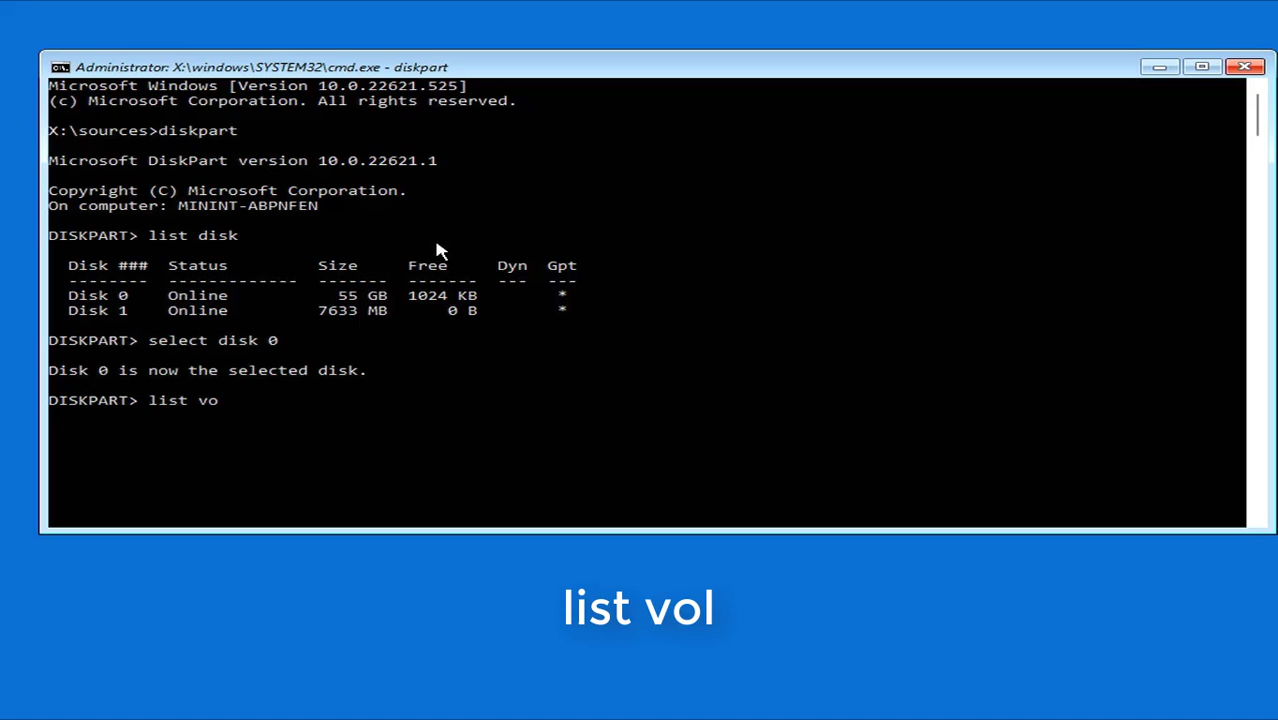 Administrator: X:\windows\SYSTEM32\cmd.exe - diskpart
Microsoft Windows [Version 10.0.22621.525]
(c) Microsoft Corporation. All rights reserved.
X:\sources>diskpart
Microsoft DiskPart version 10.0.22621.1
Copyright (C) Microsoft Corporation.
On computer: MININT-ABPNFEN
DISKPART> list disk
Disk ### Status Size Free Dyn Gpt
-------- ------------- ------- ------- --- ---
Disk 0 Online 55 GB 1024 KB *
Disk 1 Online 7633 MB 0 B *
DISKPART> select disk 0
Disk 0 is now the selected disk.
DISKPART> list vo
list vol